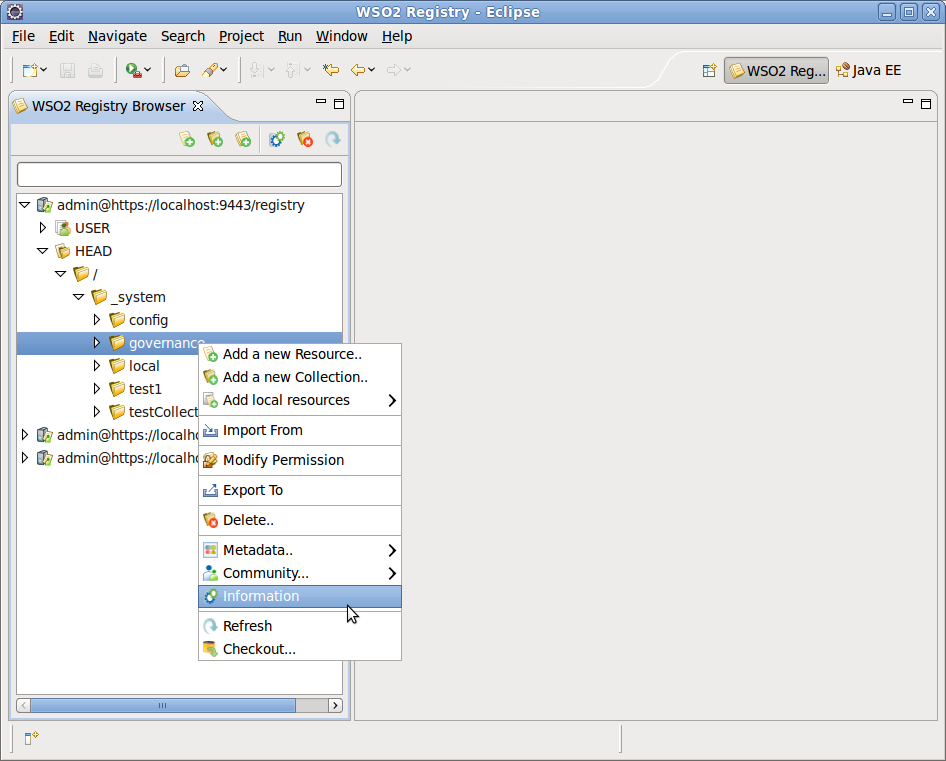 WSO2 Registry - Eclipse
File Edit Navigate Search Project Run Window Help
WSO2 Reg... Java EE
WSO2 Registry Browser
admin@https://localhost:9443/registry
USER
HEAD
/
_system
config
governance
local
test1
testCollect
admin@https://localho
admin@https://localho
Add a new Resource..
Add a new Collection..
Add local resources
Import From
Modify Permission
Export To
Delete..
Metadata..
Community...
Information
Refresh
Checkout...